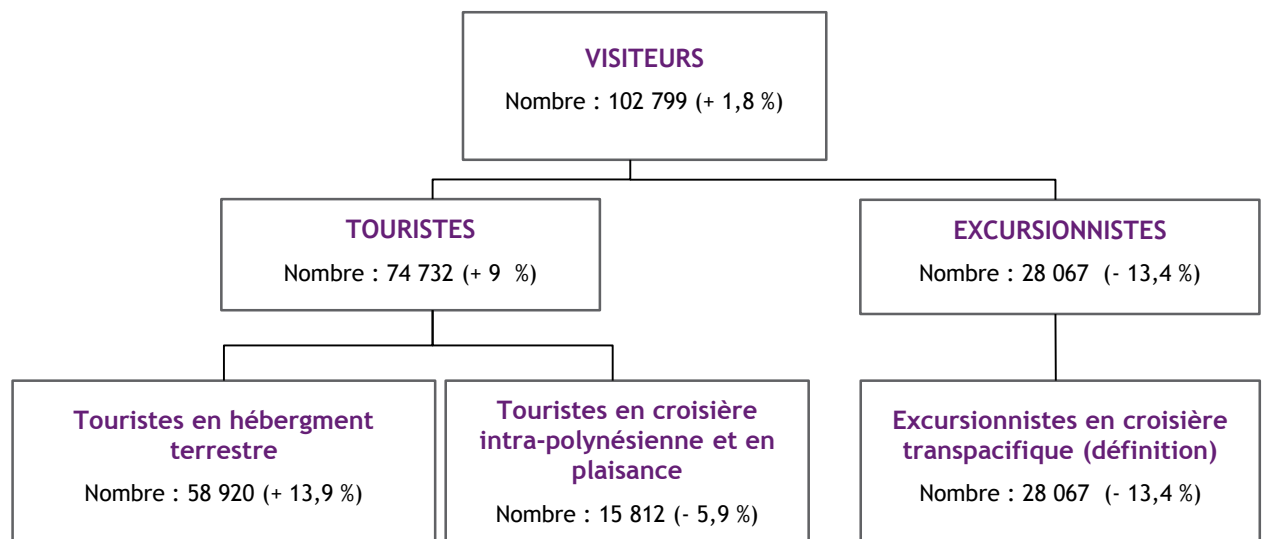 VISITEURS
Nombre : 102 799 (+ 1,8 %)
TOURISTES
Nombre : 74 732 (+ 9  %)
EXCURSIONNISTES
Nombre : 28 067  (- 13,4 %)
Touristes en hébergment
terrestre
Nombre : 58 920 (+ 13,9 %)
Touristes en croisière
intra-polynésienne et en
plaisance
Nombre : 15 812 (- 5,9 %)
Excursionnistes en croisière
transpacifique (définition)
Nombre : 28 067  (- 13,4 %)